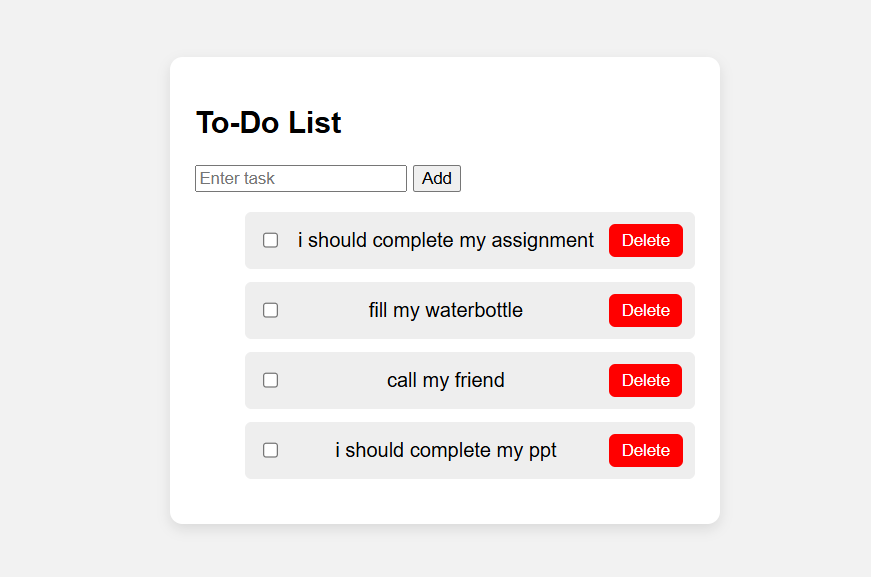 To-Do List
Enter task Add
i should complete my assignment Delete
fill my waterbottle Delete
call my friend Delete
i should complete my ppt Delete